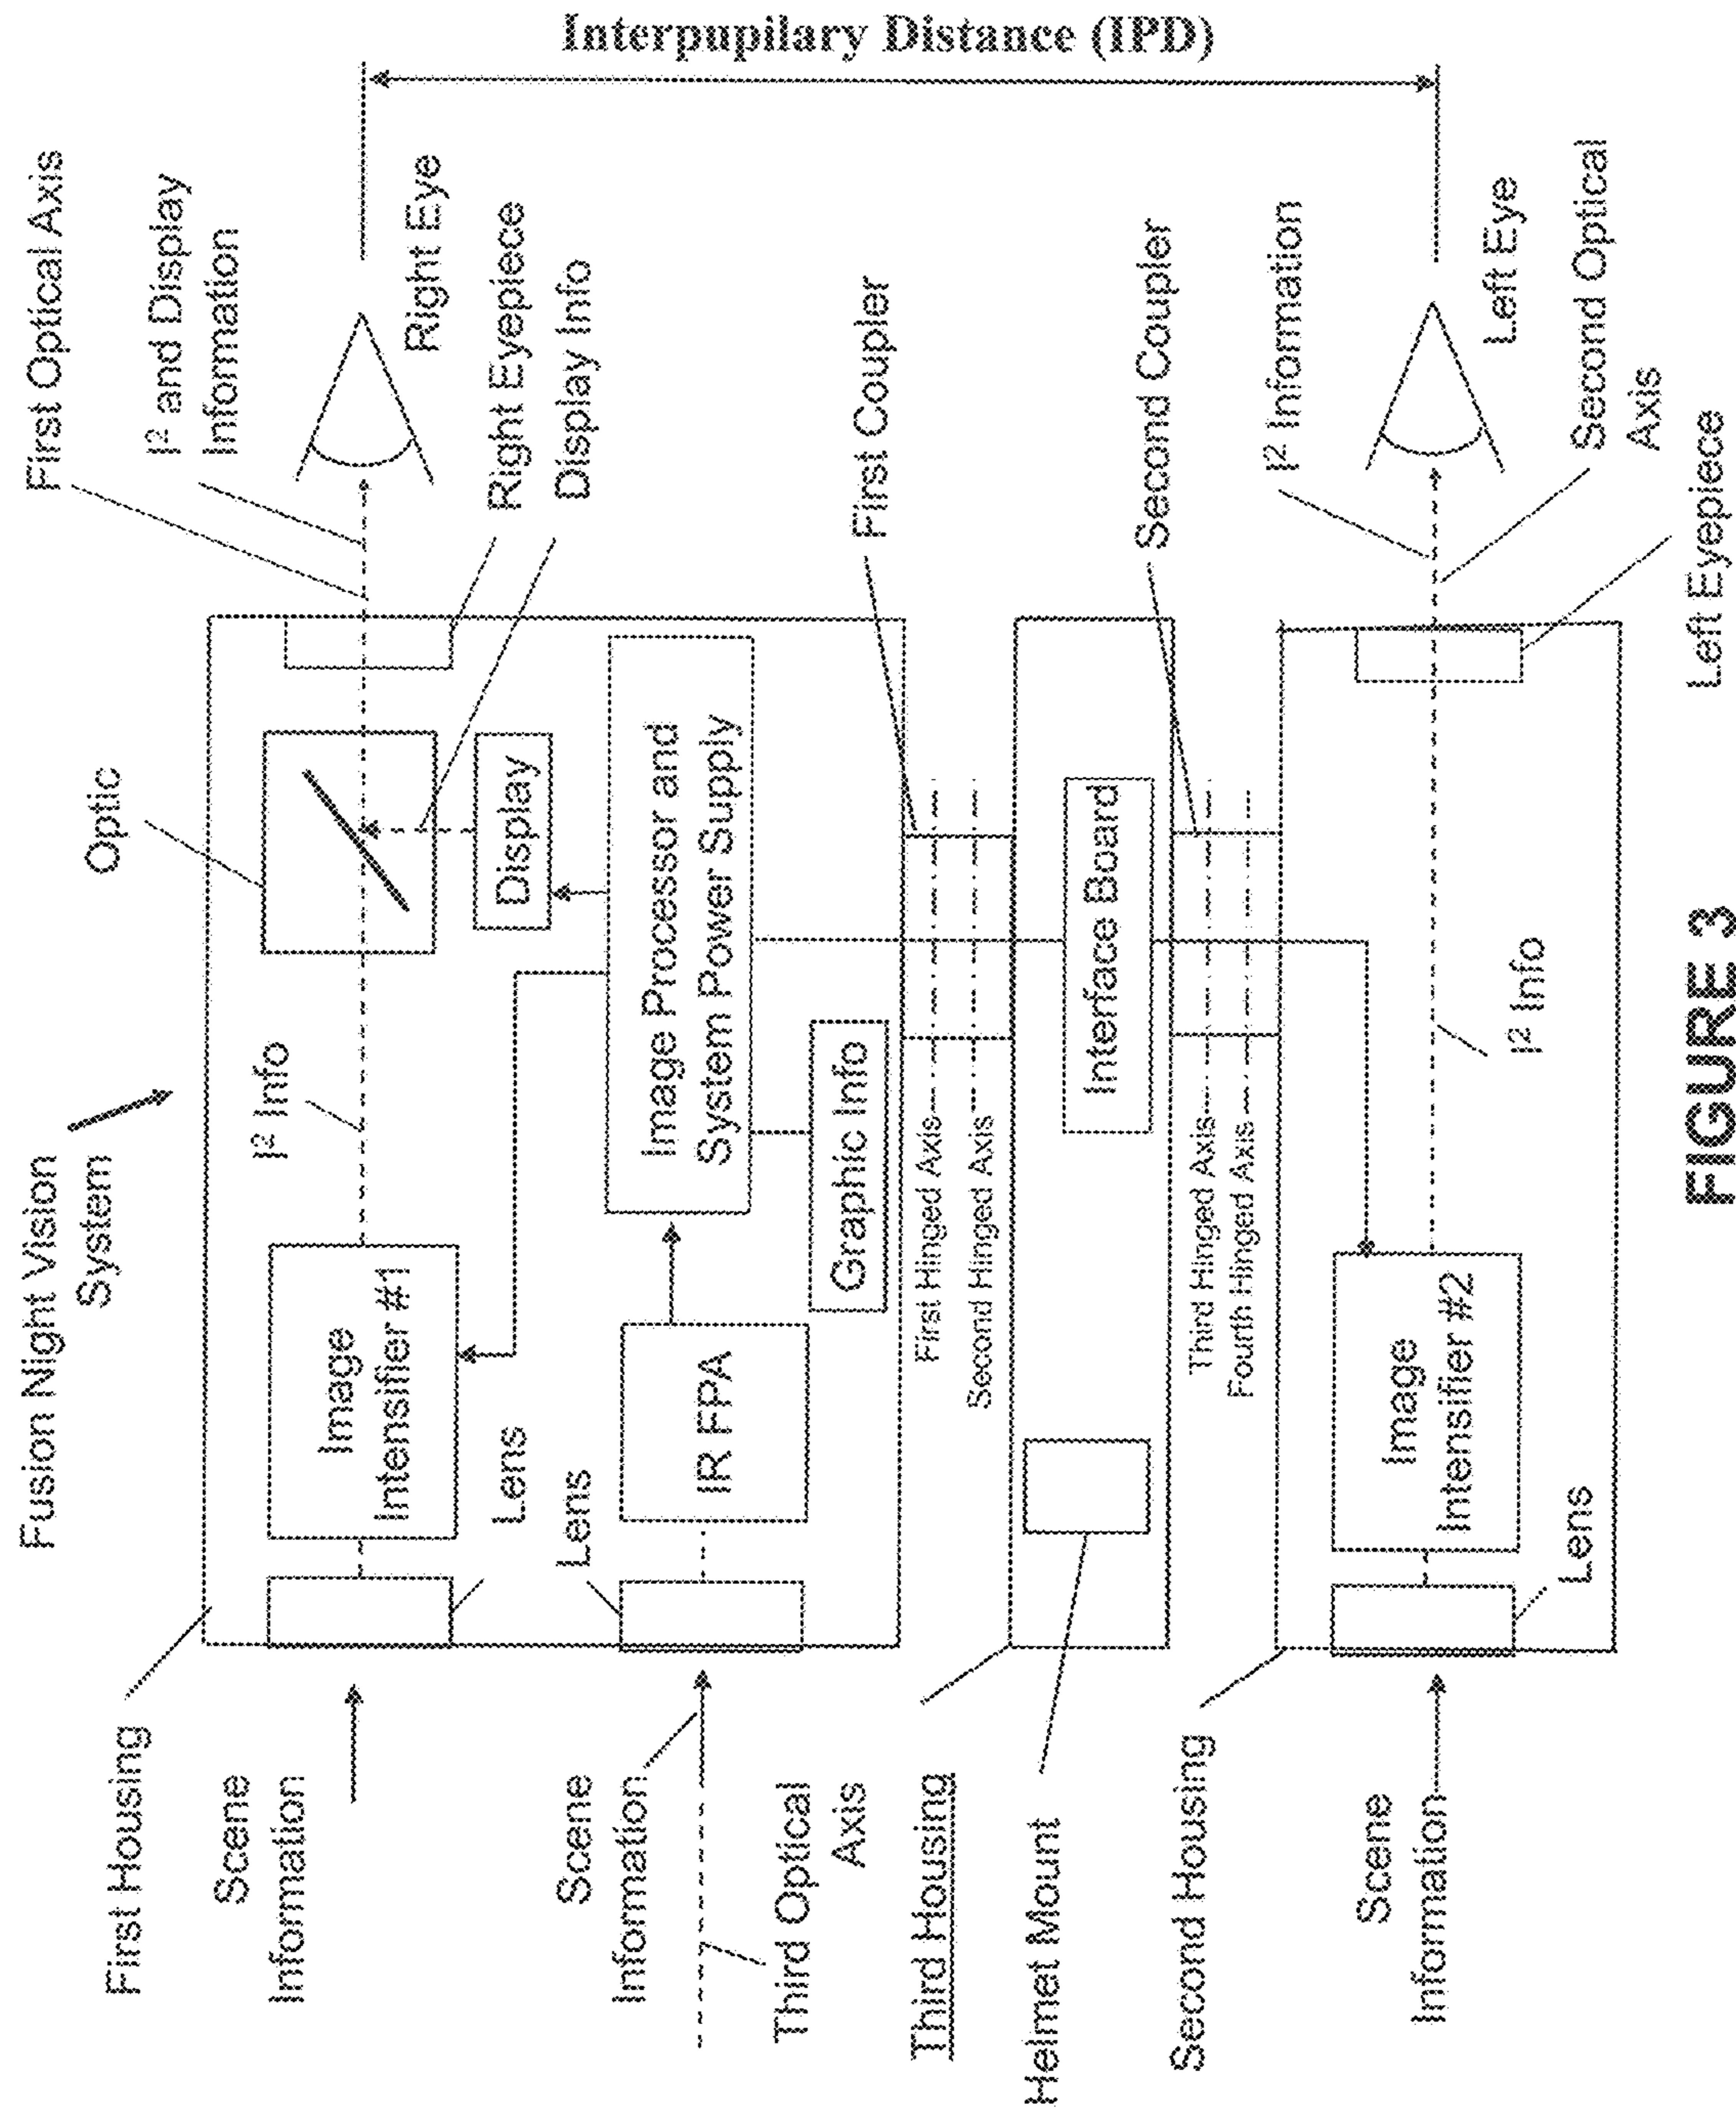 Interpupilary Distance (IPD)
Fusion Night Vision
System
First Optical Axis
I² and Display
Information
Right Eye
Right Eyepiece
Display Info
Optic
I² Info
Image
Intensifier #1
Lens
Lens
IR FPA
Display
Image Processor and
System Power Supply
Graphic Info
First Housing
Scene
Information
Scene
Information
Third Optical
Axis
First Coupler
First Hinged Axis
Second Hinged Axis
Third Housing
Helmet Mount
Interface Board
Second Coupler
Third Hinged Axis
Fourth Hinged Axis
Second Housing
Scene
Information
Image
Intensifier #2
Lens
I² Info
I² Information
Left Eye
Second Optical
Axis
Left Eyepiece
FIGURE 3